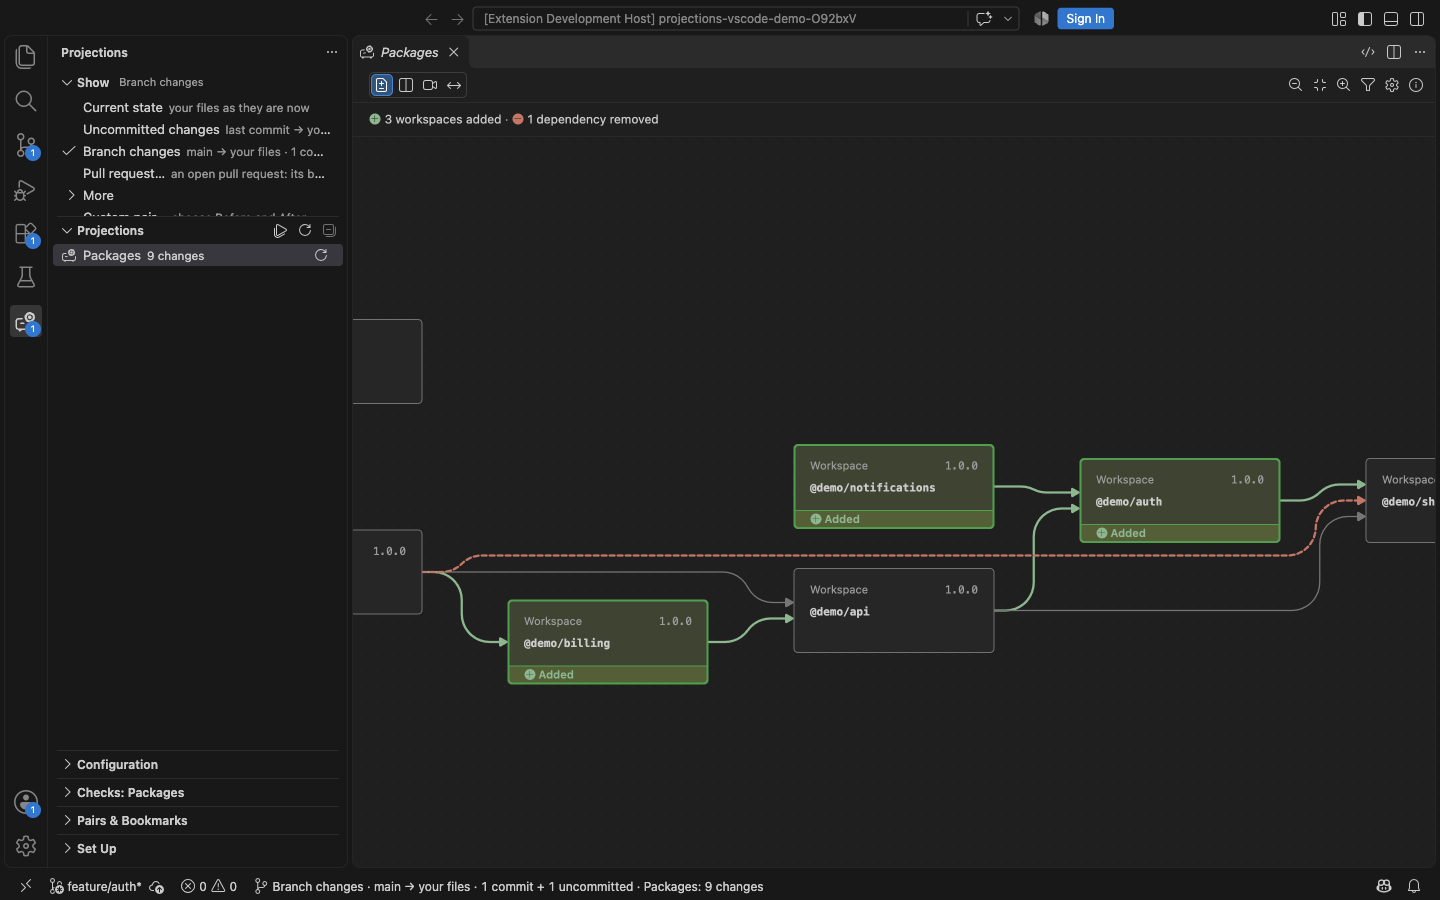 [Extension Development Host] projections-vscode-demo-O92bxV
Sign In
Projections
Show Branch changes
Current state your files as they are now
Uncommitted changes last commit → yo...
Branch changes main → your files · 1 co...
Pull request... an open pull request: its b...
More
Projections
Packages 9 changes
Configuration
Checks: Packages
Pairs & Bookmarks
Set Up
Packages
3 workspaces added · 1 dependency removed
Workspace 1.0.0
@demo/notifications
Added
Workspace 1.0.0
@demo/auth
Added
Workspac
@demo/sh
1.0.0
Workspace 1.0.0
@demo/api
Workspace 1.0.0
@demo/billing
Added
1
1
1
1
feature/auth* 0 0 Branch changes · main → your files · 1 commit + 1 uncommitted · Packages: 9 changes